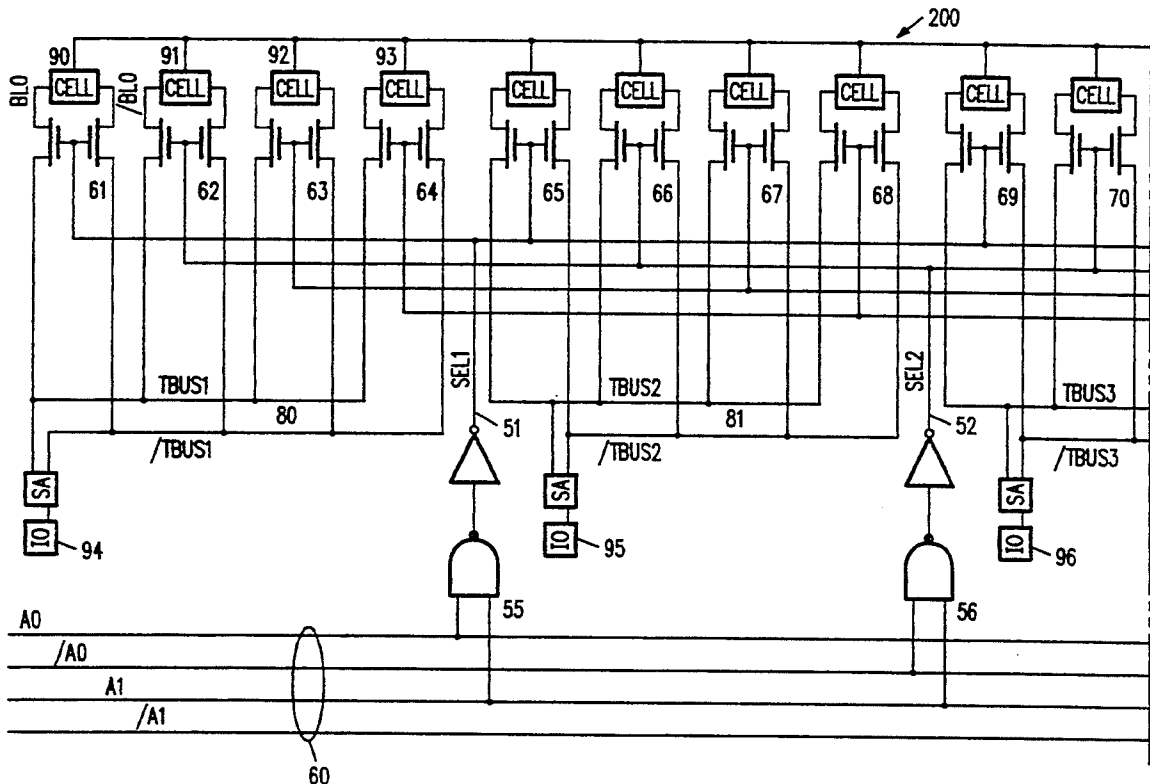 200
90 91 92 93
BL0 CELL /BL0 CELL CELL CELL CELL CELL CELL CELL CELL CELL
61 62 63 64 65 66 67 68 69 70
SEL1 SEL2
TBUS1 TBUS2 TBUS3
80 51 81 52
/TBUS1 /TBUS2 /TBUS3
SA SA SA
IO 94 IO 95 IO 96
55 56
A0
/A0
A1
/A1
60